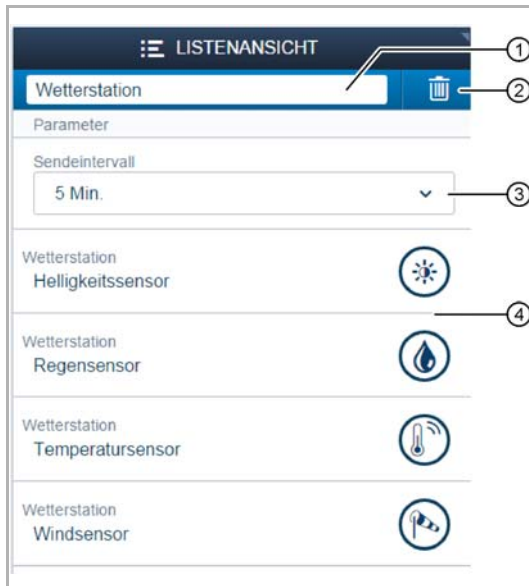 LISTENANSICHT
1
Wetterstation
2
Parameter
Sendeintervall
5 Min.
3
Wetterstation
Helligkeitssensor
4
Wetterstation
Regensensor
Wetterstation
Temperatursensor
Wetterstation
Windsensor